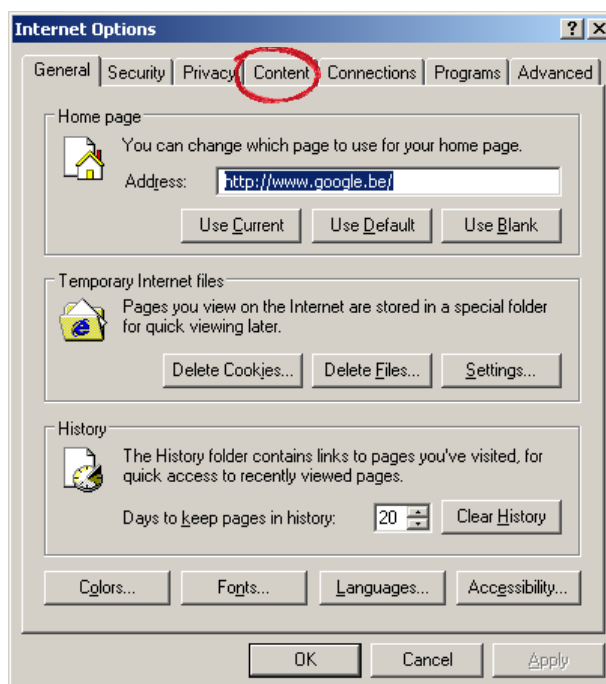 Internet Options
General Security Privacy Content Connections Programs Advanced
Home page
You can change which page to use for your home page.
Address: http://www.google.be/
Use Current Use Default Use Blank
Temporary Internet files
Pages you view on the Internet are stored in a special folder
for quick viewing later.
Delete Cookies... Delete Files... Settings...
History
The History folder contains links to pages you've visited, for
quick access to recently viewed pages.
Days to keep pages in history: 20 Clear History
Colors... Fonts... Languages... Accessibility...
OK Cancel Apply